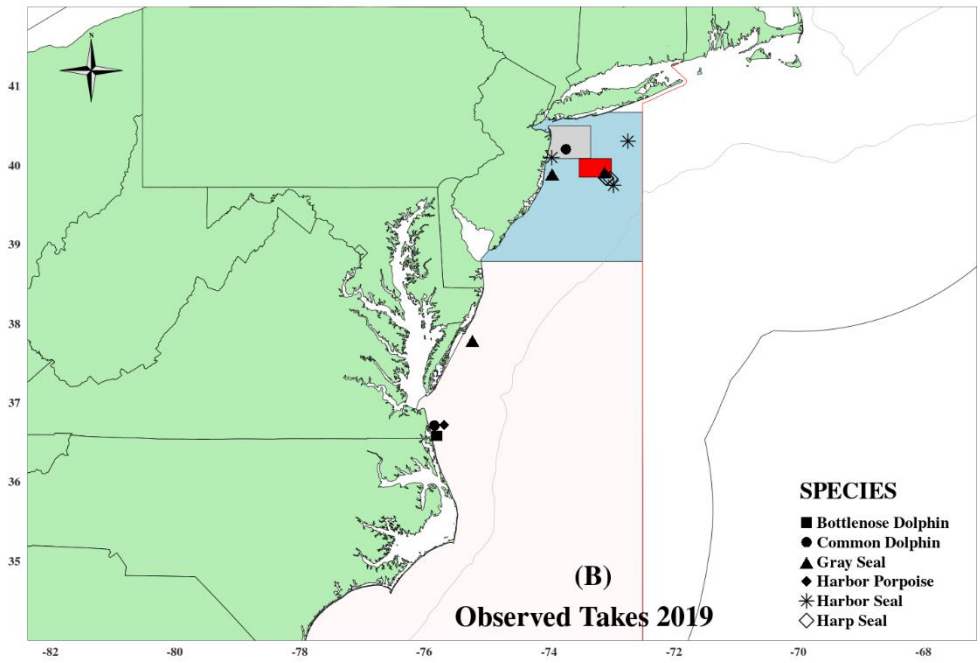 N
41
40
39
38
37
36
35
SPECIES
Bottlenose Dolphin
Common Dolphin
Gray Seal
Harbor Porpoise
Harbor Seal
Harp Seal
(B)
Observed Takes 2019
-82 -80 -78 -76 -74 -72 -70 -68